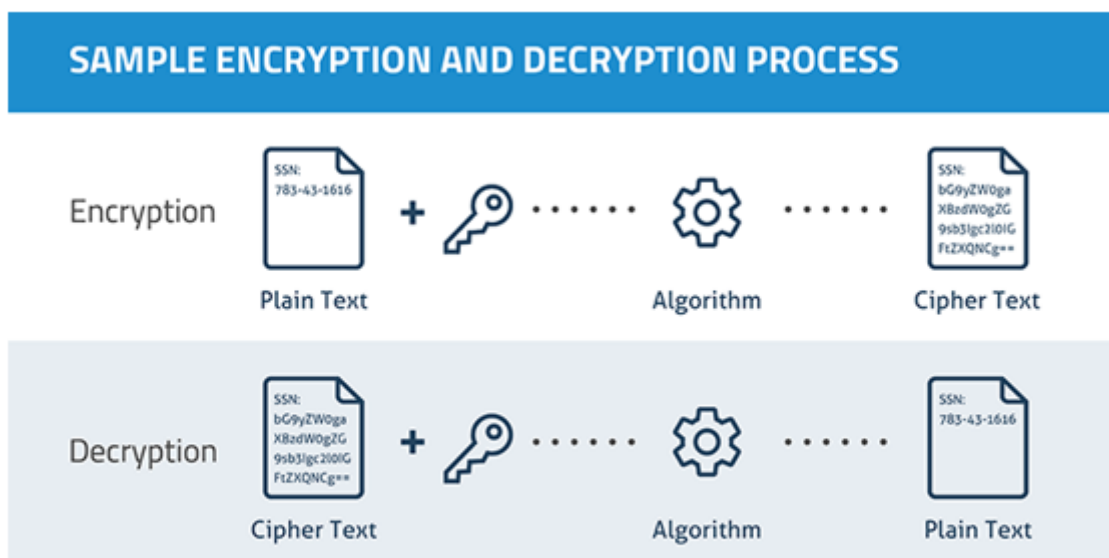 SAMPLE ENCRYPTION AND DECRYPTION PROCESS
Encryption
SSN:
783-43-1616
+
SSN:
bG9yZW0ga
XBzdW0gZG
9sb3Igc2l0IG
FtZXQNCg==
Plain Text
Algorithm
Cipher Text
Decryption
SSN:
bG9yZW0ga
XBzdW0gZG
9sb3Igc2l0IG
FtZXQNCg==
+
SSN:
783-43-1616
Cipher Text
Algorithm
Plain Text